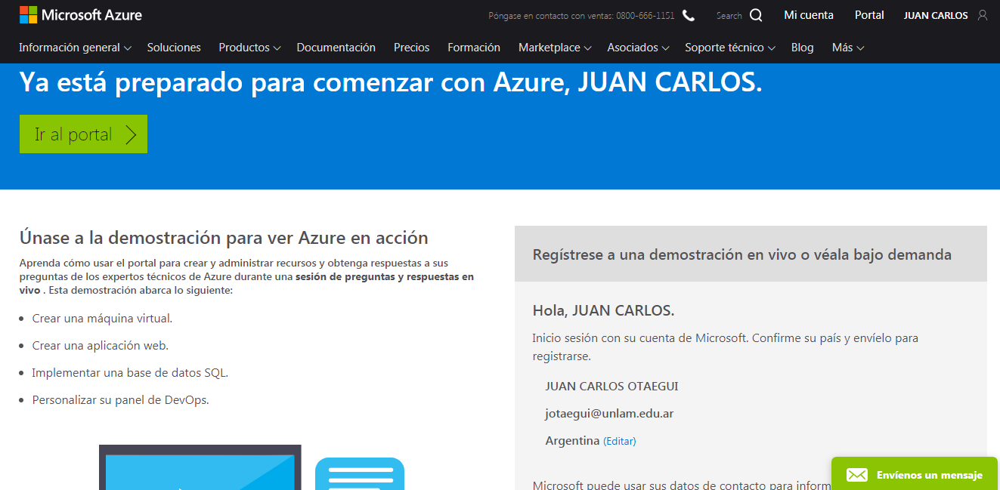 Microsoft Azure
Póngase en contacto con ventas: 0800-666-1151
Search
Mi cuenta
Portal
JUAN CARLOS
Información general
Soluciones
Productos
Documentación
Precios
Formación
Marketplace
Asociados
Soporte técnico
Blog
Más
Ya está preparado para comenzar con Azure, JUAN CARLOS.
Ir al portal
Únase a la demostración para ver Azure en acción
Aprenda cómo usar el portal para crear y administrar recursos y obtenga respuestas a sus
preguntas de los expertos técnicos de Azure durante una sesión de preguntas y respuestas en
vivo . Esta demostración abarca lo siguiente:
Crear una máquina virtual.
Crear una aplicación web.
Implementar una base de datos SQL.
Personalizar su panel de DevOps.
Regístrese a una demostración en vivo o véala bajo demanda
Hola, JUAN CARLOS.
Inicio sesión con su cuenta de Microsoft. Confirme su país y envíelo para
registrarse.
JUAN CARLOS OTAEGUI
jotaegui@unlam.edu.ar
Argentina (Editar)
Microsoft puede usar sus datos de contacto para inform
Envíenos un mensaje